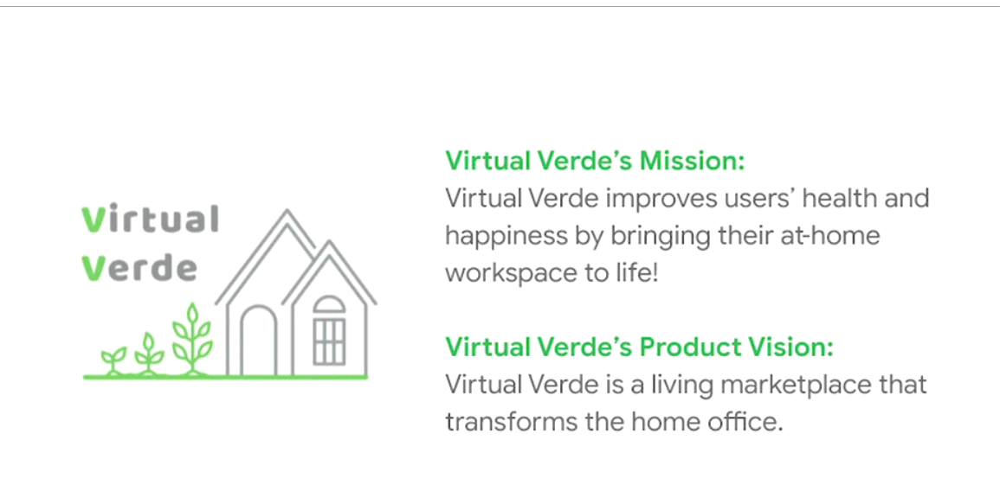 Virtual
Verde
Virtual Verde’s Mission:
Virtual Verde improves users’ health and
happiness by bringing their at-home
workspace to life!
Virtual Verde’s Product Vision:
Virtual Verde is a living marketplace that
transforms the home office.